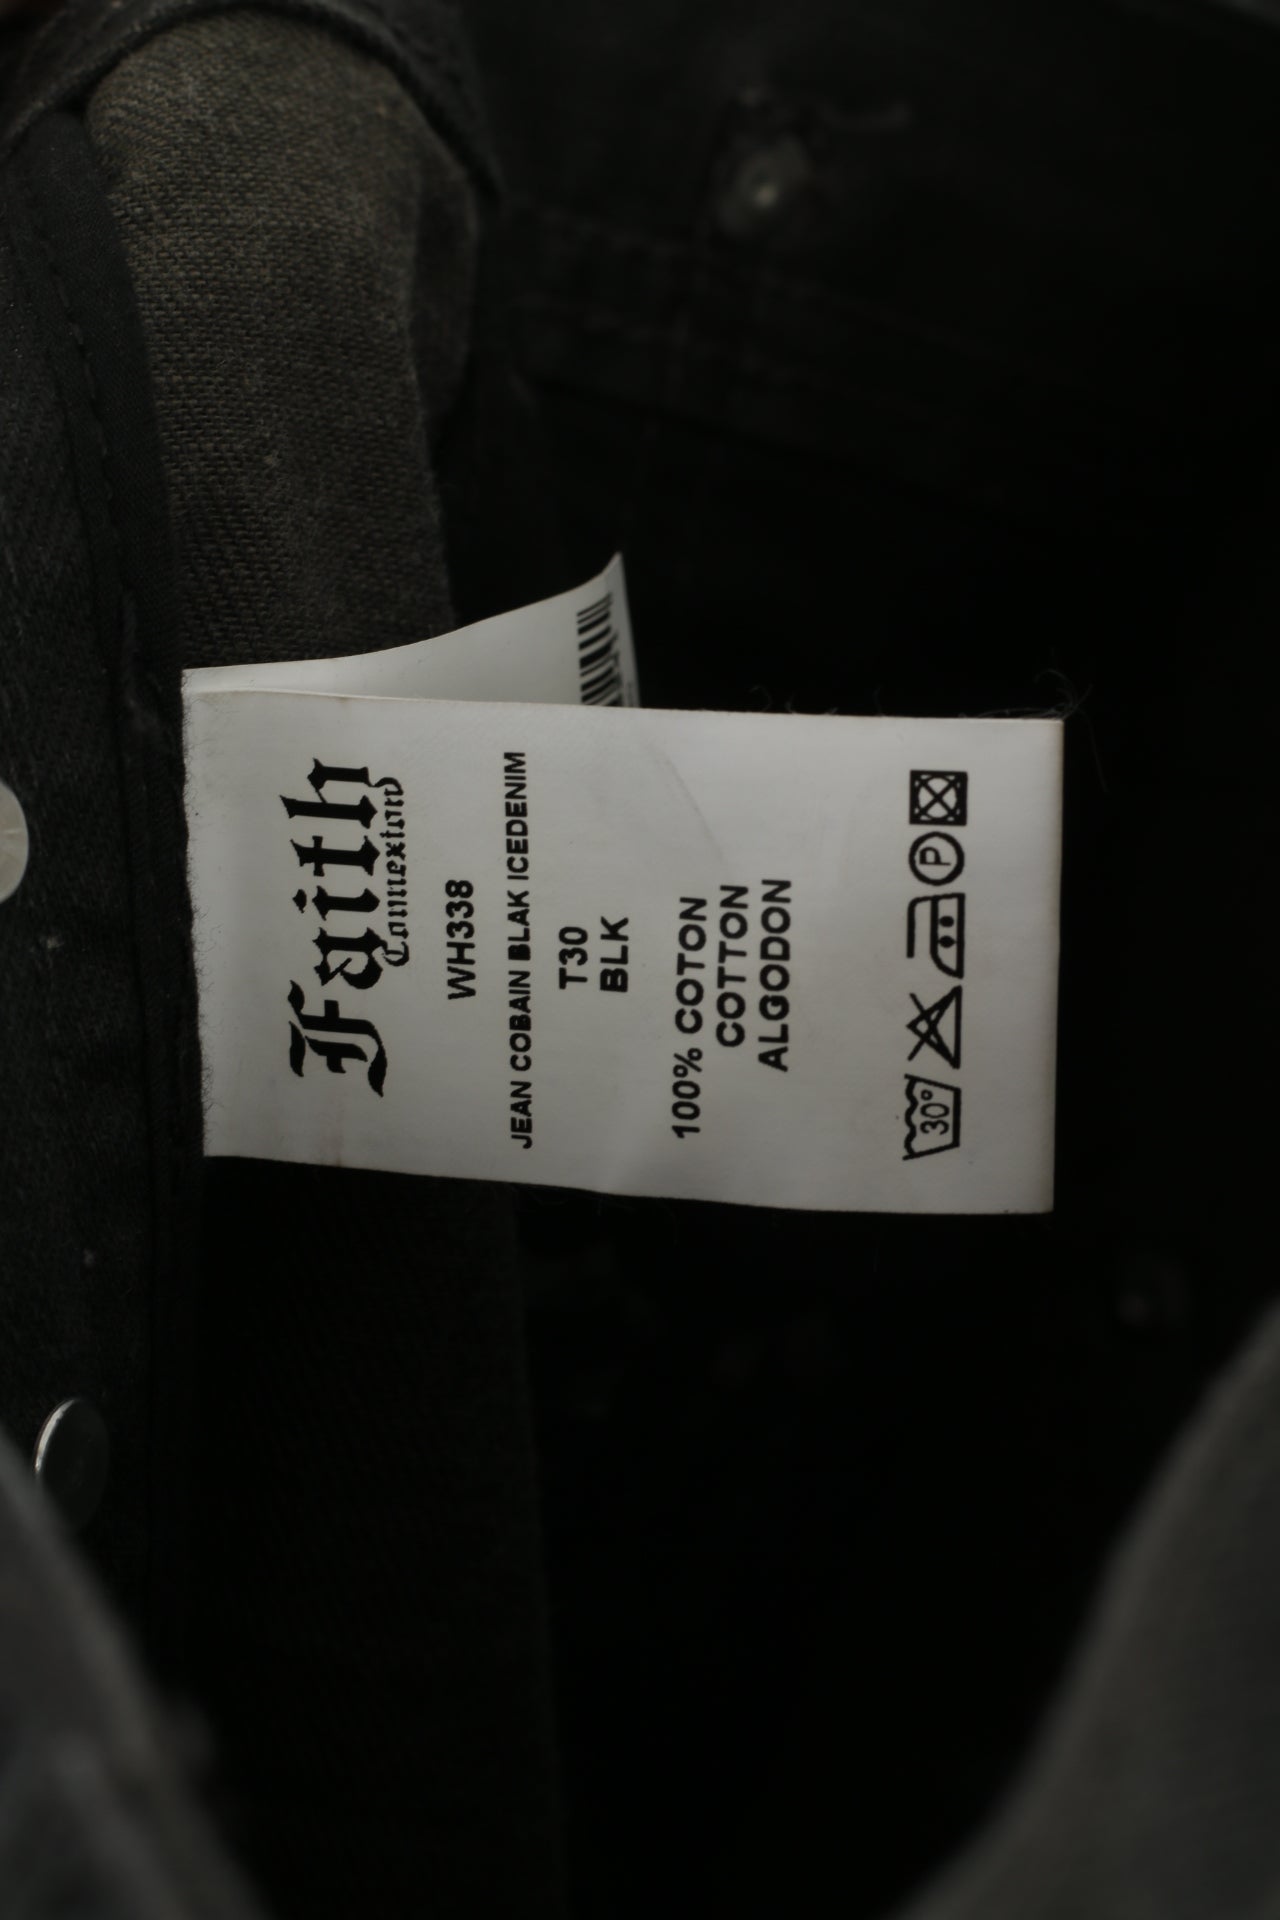 Faith
Connexion
WH338
JEAN COBAIN BLAK ICEDENIM
T30
BLK
100% COTON
COTTON
ALGODON
30°
P